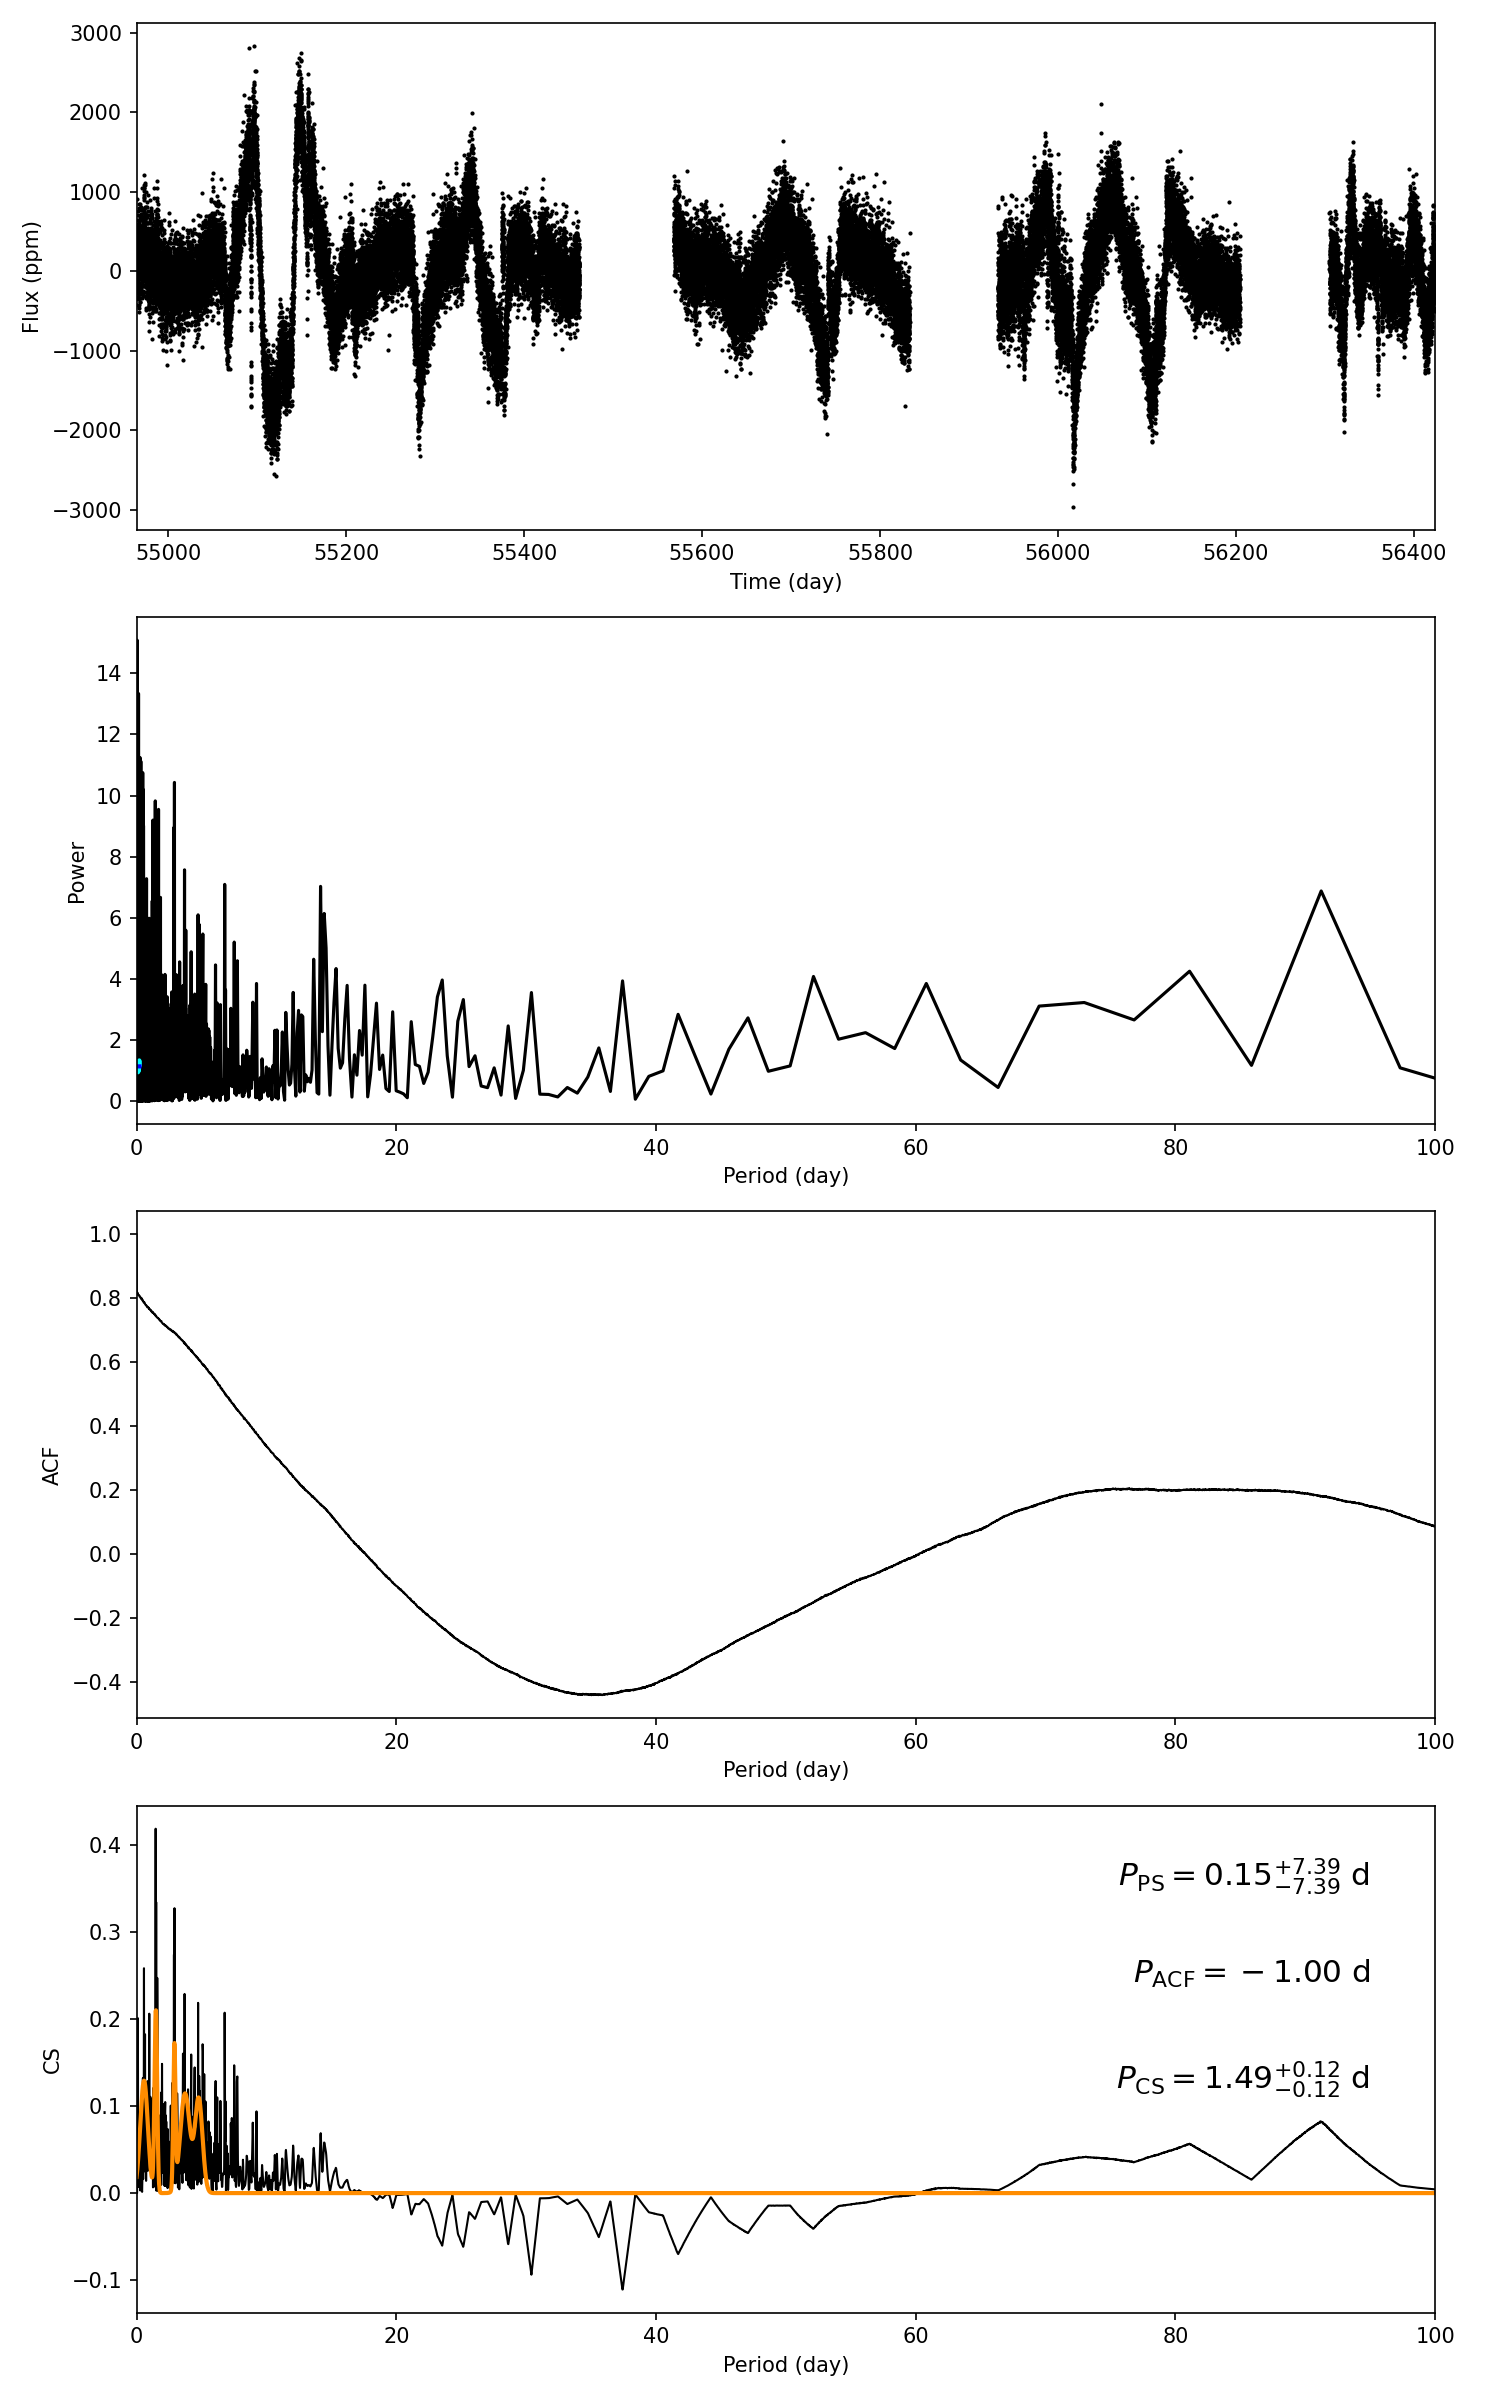 3000
2000
1000
0
−1000
−2000
−3000
Flux (ppm)
55000 55200 55400 55600 55800 56000 56200 56400
Time (day)
14
12
10
8
6
4
2
0
Power
0 20 40 60 80 100
Period (day)
1.0
0.8
0.6
0.4
0.2
0.0
−0.2
−0.4
ACF
0 20 40 60 80 100
Period (day)
0.4
0.3
0.2
0.1
0.0
−0.1
CS
P_PS = 0.15^{+7.39}_{−7.39} d
P_ACF = −1.00 d
P_CS = 1.49^{+0.12}_{−0.12} d
0 20 40 60 80 100
Period (day)